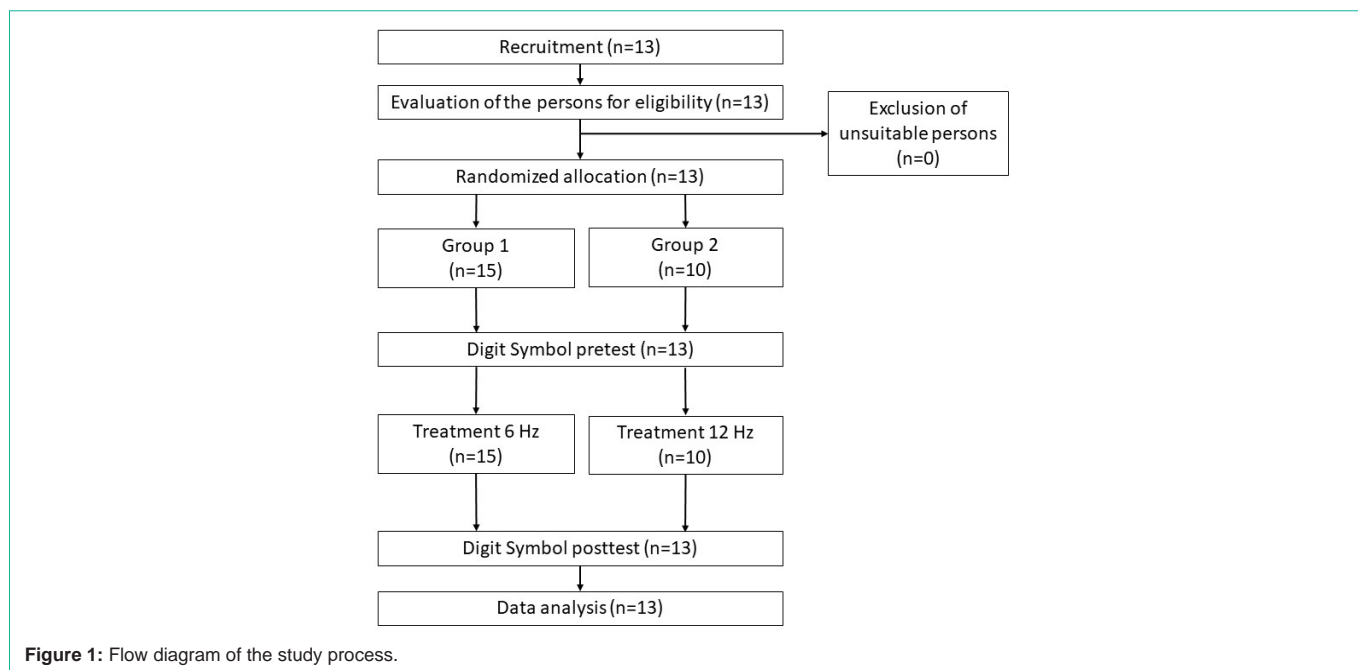 Recruitment (n=13)
Evaluation of the persons for eligibility (n=13)
Exclusion of
unsuitable persons
(n=0)
Randomized allocation (n=13)
Group 1
(n=15)
Group 2
(n=10)
Digit Symbol pretest (n=13)
Treatment 6 Hz
(n=15)
Treatment 12 Hz
(n=10)
Digit Symbol posttest (n=13)
Data analysis (n=13)
Figure 1: Flow diagram of the study process.